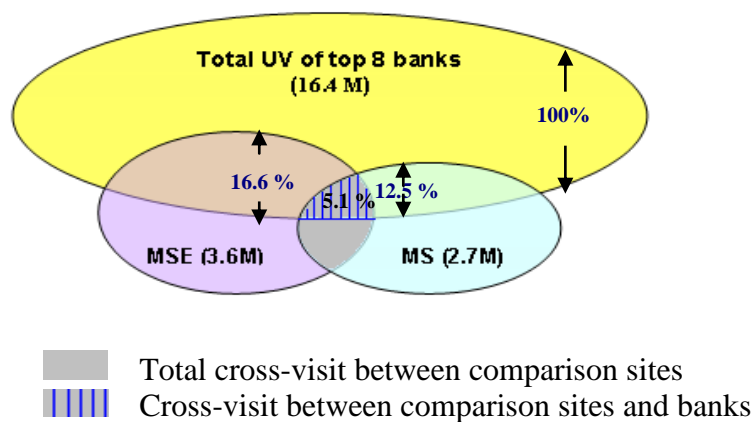 Total UV of top 8 banks
(16.4 M)
100%
16.6 %
5.1 %
12.5 %
MSE (3.6M)
MS (2.7M)
Total cross-visit between comparison sites
Cross-visit between comparison sites and banks